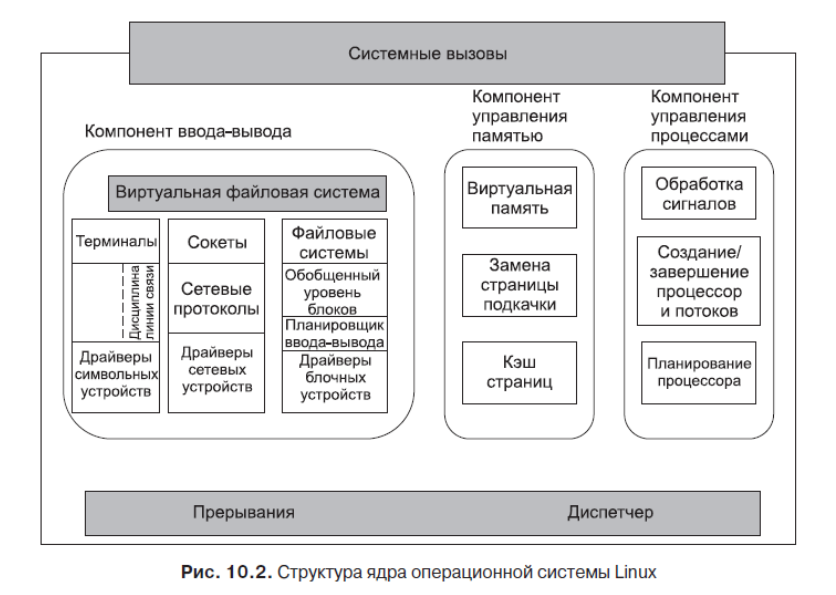 Системные вызовы
Компонент ввода-вывода
Виртуальная файловая система
Терминалы
Дисциплина
линии связи
Драйверы
символьных
устройств
Сокеты
Сетевые
протоколы
Драйверы
сетевых
устройств
Файловые
системы
Обобщенный
уровень
блоков
Планировщик
ввода-вывода
Драйверы
блочных
устройств
Компонент
управления
памятью
Виртуальная
память
Замена
страницы
подкачки
Кэш
страниц
Компонент
управления
процессами
Обработка
сигналов
Создание/
завершение
процессор
и потоков
Планирование
процессора
Прерывания
Диспетчер
Рис. 10.2. Структура ядра операционной системы Linux